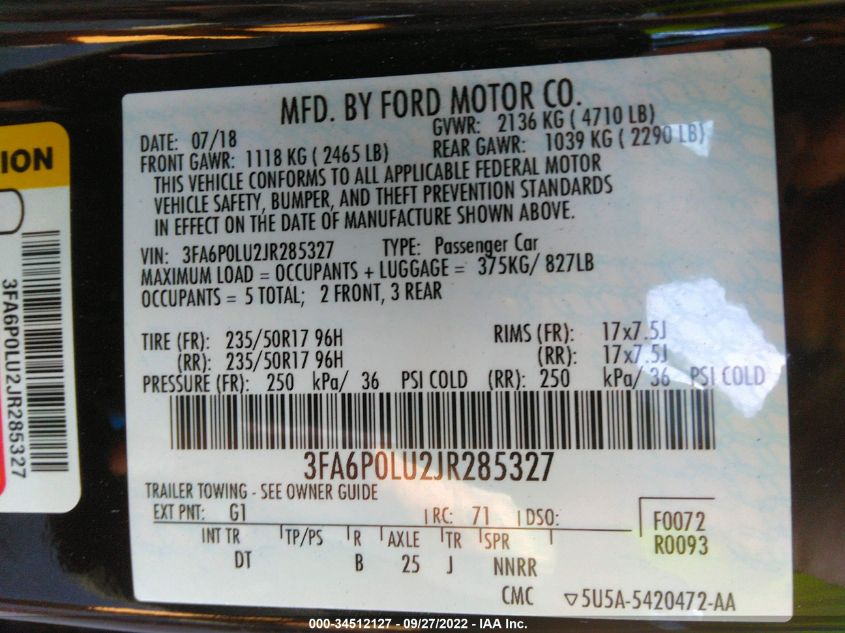 MFD. BY FORD MOTOR CO.
DATE: 07/18 GVWR: 2136 KG ( 4710 LB)
FRONT GAWR: 1118 KG ( 2465 LB) REAR GAWR: 1039 KG ( 2290 LB)
THIS VEHICLE CONFORMS TO ALL APPLICABLE FEDERAL MOTOR
VEHICLE SAFETY, BUMPER, AND THEFT PREVENTION STANDARDS
IN EFFECT ON THE DATE OF MANUFACTURE SHOWN ABOVE.
VIN: 3FA6P0LU2JR285327 TYPE: Passenger Car
MAXIMUM LOAD = OCCUPANTS + LUGGAGE = 375KG/ 827LB
OCCUPANTS = 5 TOTAL; 2 FRONT, 3 REAR
TIRE (FR): 235/50R17 96H RIMS (FR): 17x7.5J
(RR): 235/50R17 96H (RR): 17x7.5J
PRESSURE (FR): 250 kPa/ 36 PSI COLD (RR): 250 kPa/ 36 PSI COLD
3FA6P0LU2JR285327
TRAILER TOWING - SEE OWNER GUIDE
EXT PNT: G1 RC: 71 DSO: F0072
R0093
INT TR TP/PS R AXLE TR SPR
DT B 25 J NNRR
CMC ▽5U5A-5420472-AA
ION
3FA6P0LU2JR285327
000-34512127 - 09/27/2022 - IAA Inc.